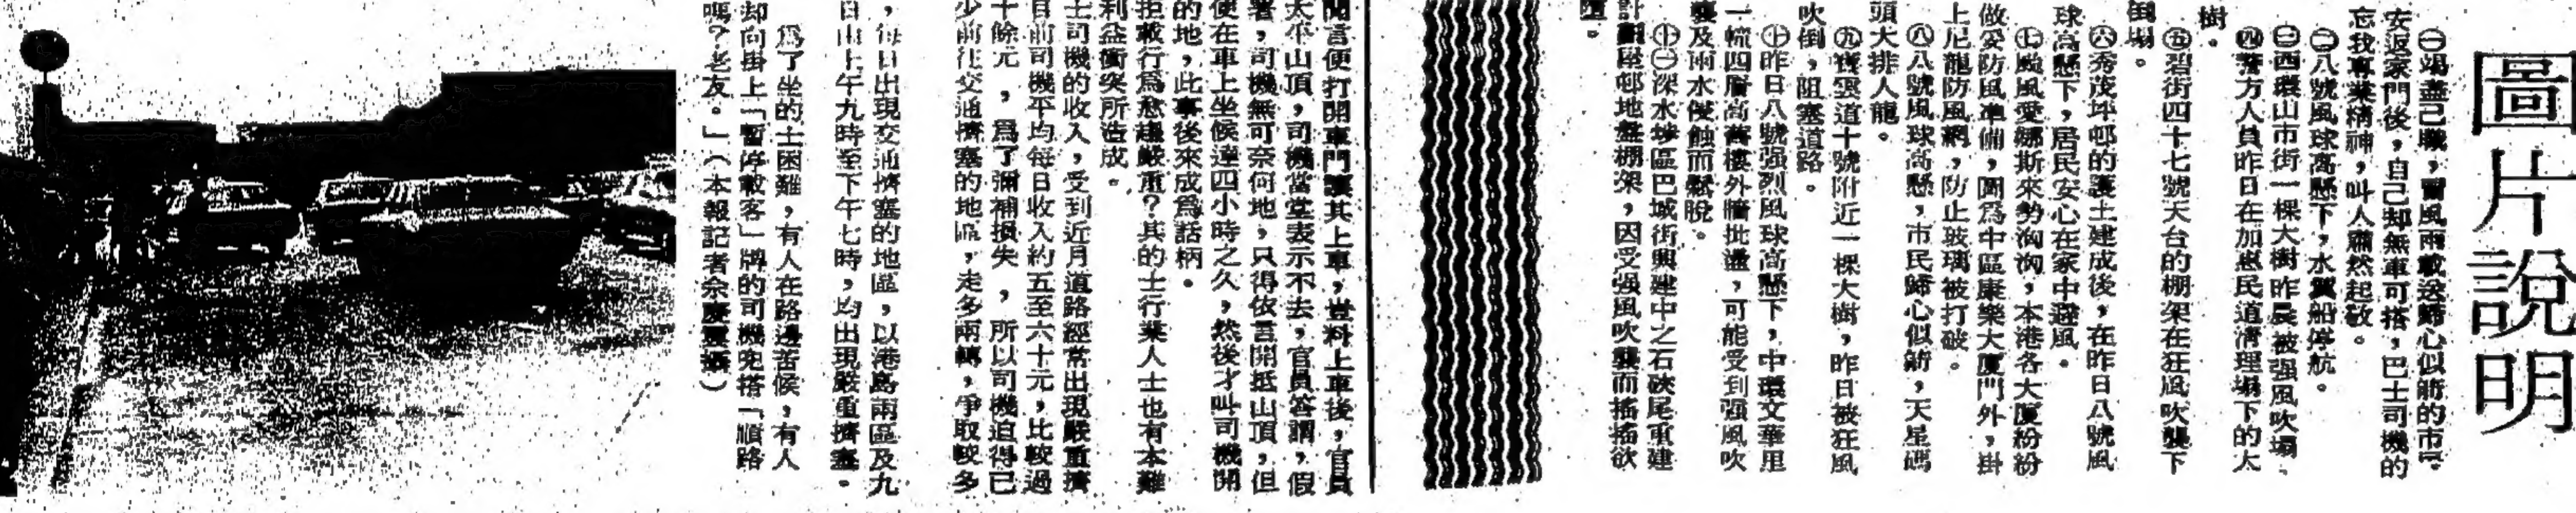 圖片說明
㊀竭盡己職，冒風雨載送歸心似箭的市民
安返家門後，自己却無車可搭，巴士司機的
忘我專業精神，叫人肅然起敬。
㊁八號風球高懸下，水翼船停航。
㊂西環山市街一棵大樹昨晨被强風吹塌。
㊃警方人員昨日在加惠民道清理塌下的大
樹。
㊄碧街四十七號天台的棚架在狂風吹襲下
倒塌。
㊅秀茂坪邨的護土建成後，在昨日八號風
球高懸下，居民安心在家中避風。
㊆颱風愛娜斯來勢洶洶，本港各大厦紛紛
做妥防風準備，圖爲中區康樂大厦門外，掛
上尼龍防風網，防止玻璃被打破。
㊇八號風球高懸，市民歸心似箭，天星碼
頭大排人龍。
㊈寶雲道十號附近一棵大樹，昨日被狂風
吹倒，阻塞道路。
㊉昨日八號强烈風球高懸下，中環文華里
一幢四層高舊樓外牆批盪，可能受到强風吹
襲及雨水侵蝕而鬆脫。
㊉㊀深水埗區巴域街興建中之石硤尾重建
計劃屋邨地盤棚架，因受强風吹襲而搖搖欲
墮。
聞言便打開車門讓其上車，豈料上車後，官員
太平山頂，司機當堂表示不去，官員答謂，假
署，司機無可奈何地，只得依言開抵山頂，但
便在車上坐候達四小時之久，然後才叫司機開
的地，此事後來成爲話柄。
拒載行爲愈趨嚴重？其的士行業人士也有本難
利益衝突所造成。
士司機的收入，受到近月道路經常出現嚴重擠
目前司機平均每日收入約五至六十元，比較過
十餘元，爲了彌補損失，所以司機迫得己
少前往交通擠塞的地區，走多兩轉，爭取較多
，每日出現交通擠塞的地區，以港島兩區及九
日由上午九時至下午七時，均出現嚴重擠塞。
爲了坐的士困難，有人在路邊苦候，有人
却向掛上「暫停載客」牌的司機兜搭「順路
嗎？老友。」（本報記者余慶攝）